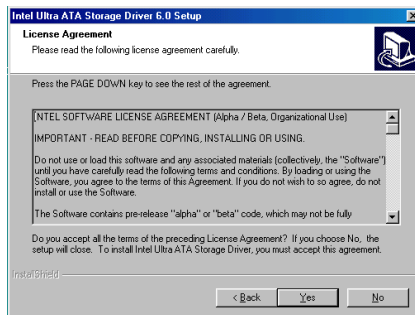 Intel Ultra ATA Storage Driver 6.0 Setup
License Agreement
Please read the following license agreement carefully.
Press the PAGE DOWN key to see the rest of the agreement.
INTEL SOFTWARE LICENSE AGREEMENT (Alpha / Beta, Organizational Use)
IMPORTANT - READ BEFORE COPYING, INSTALLING OR USING.
Do not use or load this software and any associated materials (collectively, the "Software")
until you have carefully read the following terms and conditions. By loading or using the
Software, you agree to the terms of this Agreement. If you do not wish to so agree, do not
install or use the Software.
The Software contains pre-release "alpha" or "beta" code, which may not be fully
Do you accept all the terms of the preceding License Agreement? If you choose No, the
setup will close. To install Intel Ultra ATA Storage Driver, you must accept this agreement.
InstallShield
< Back Yes No